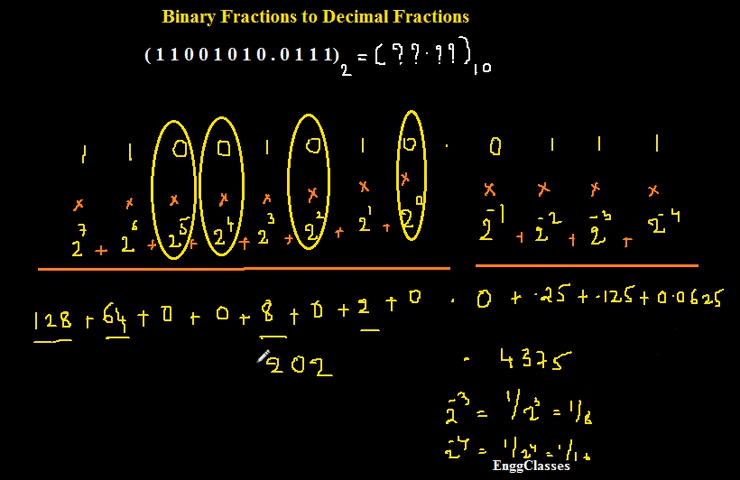 Binary Fractions to Decimal Fractions
(11001010.0111)2 = (??.??)10
1 1 0 0 1 0 1 0 . 0 1 1 1
× × × × × × × × × × × ×
2^7 + 2^6 + 2^5 + 2^4 + 2^3 + 2^2 + 2^1 + 2^0 2^-1 + 2^-2 + 2^-3 + 2^-4
128 + 64 + 0 + 0 + 8 + 0 + 2 + 0 . 0 + .25 + .125 + 0.0625
202 . 4375
2^-3 = 1/2^3 = 1/8
2^-4 = 1/2^4 = 1/16
EnggClasses